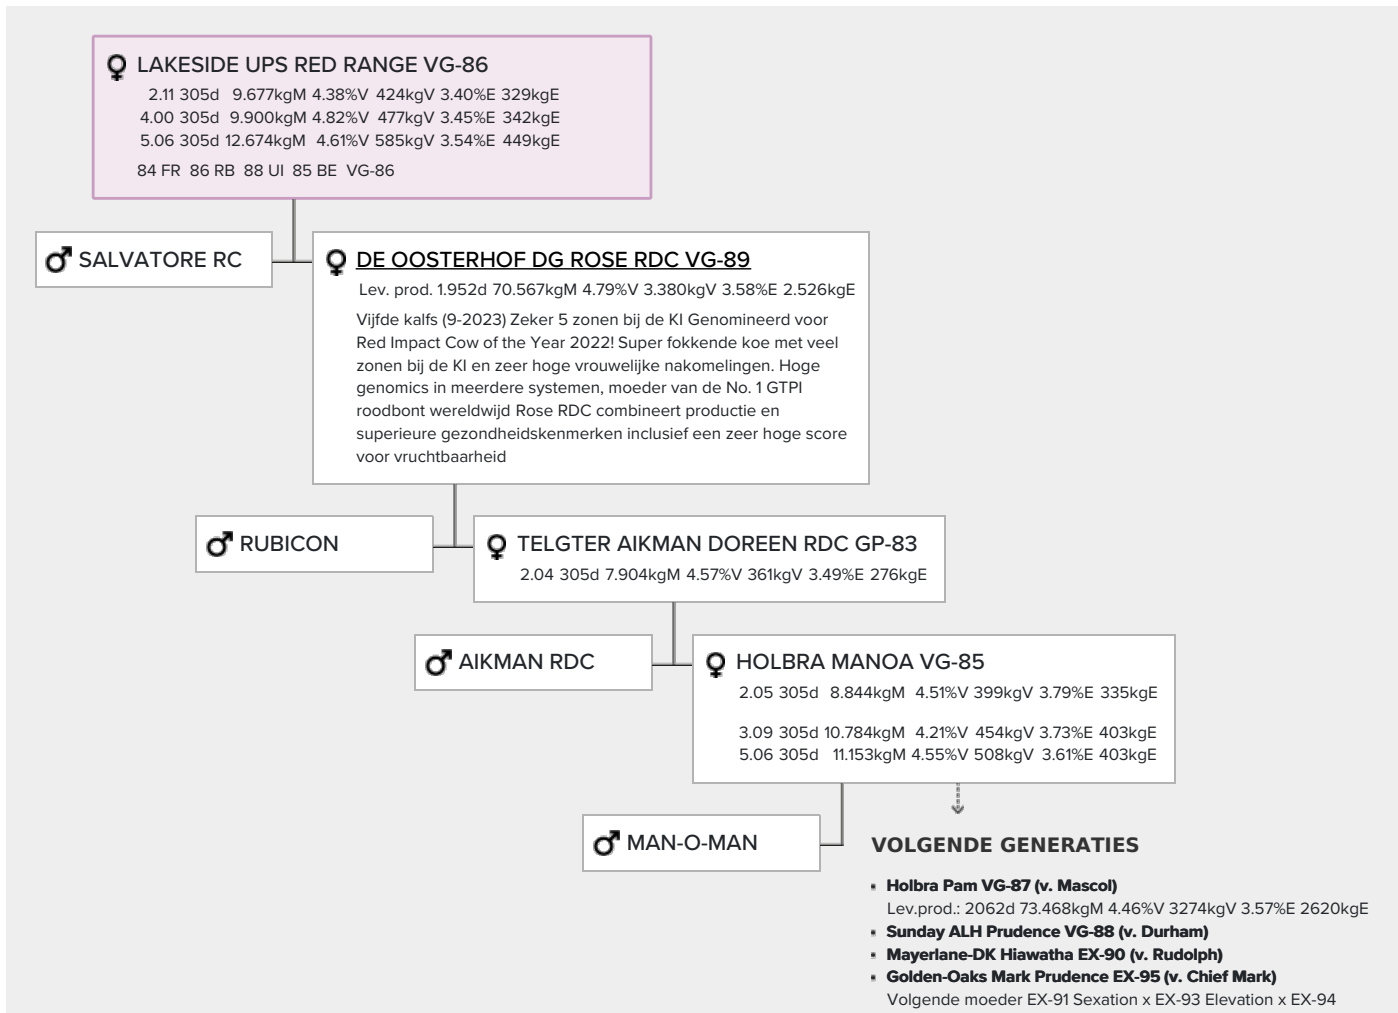 LAKESIDE UPS RED RANGE VG-86
2.11 305d 9.677kgM 4.38%V 424kgV 3.40%E 329kgE
4.00 305d 9.900kgM 4.82%V 477kgV 3.45%E 342kgE
5.06 305d 12.674kgM 4.61%V 585kgV 3.54%E 449kgE
84 FR 86 RB 88 UI 85 BE VG-86
SALVATORE RC
DE OOSTERHOF DG ROSE RDC VG-89
Lev. prod. 1.952d 70.567kgM 4.79%V 3.380kgV 3.58%E 2.526kgE
Vijfde kalfs (9-2023) Zeker 5 zonen bij de KI Genomineerd voor
Red Impact Cow of the Year 2022! Super fokkende koe met veel
zonen bij de KI en zeer hoge vrouwelijke nakomelingen. Hoge
genomics in meerdere systemen, moeder van de No. 1 GTPI
roodbont wereldwijd Rose RDC combineert productie en
superieure gezondheidskenmerken inclusief een zeer hoge score
voor vruchtbaarheid
RUBICON
TELGTER AIKMAN DOREEN RDC GP-83
2.04 305d 7.904kgM 4.57%V 361kgV 3.49%E 276kgE
AIKMAN RDC
HOLBRA MANOA VG-85
2.05 305d 8.844kgM 4.51%V 399kgV 3.79%E 335kgE
3.09 305d 10.784kgM 4.21%V 454kgV 3.73%E 403kgE
5.06 305d 11.153kgM 4.55%V 508kgV 3.61%E 403kgE
MAN-O-MAN
VOLGENDE GENERATIES
▪ Holbra Pam VG-87 (v. Mascol)
Lev.prod.: 2062d 73.468kgM 4.46%V 3274kgV 3.57%E 2620kgE
▪ Sunday ALH Prudence VG-88 (v. Durham)
▪ Mayerlane-DK Hiawatha EX-90 (v. Rudolph)
▪ Golden-Oaks Mark Prudence EX-95 (v. Chief Mark)
Volgende moeder EX-91 Sexation x EX-93 Elevation x EX-94